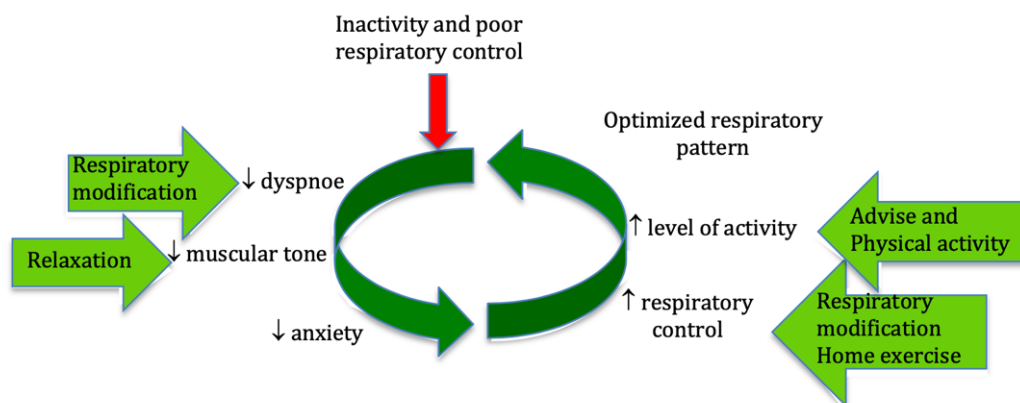 Inactivity and poor
respiratory control
Optimized respiratory
pattern
Respiratory
modification
↓ dyspnoe
Relaxation
↓ muscular tone
↓ anxiety
↑ level of activity
↑ respiratory
control
Advise and
Physical activity
Respiratory
modification
Home exercise